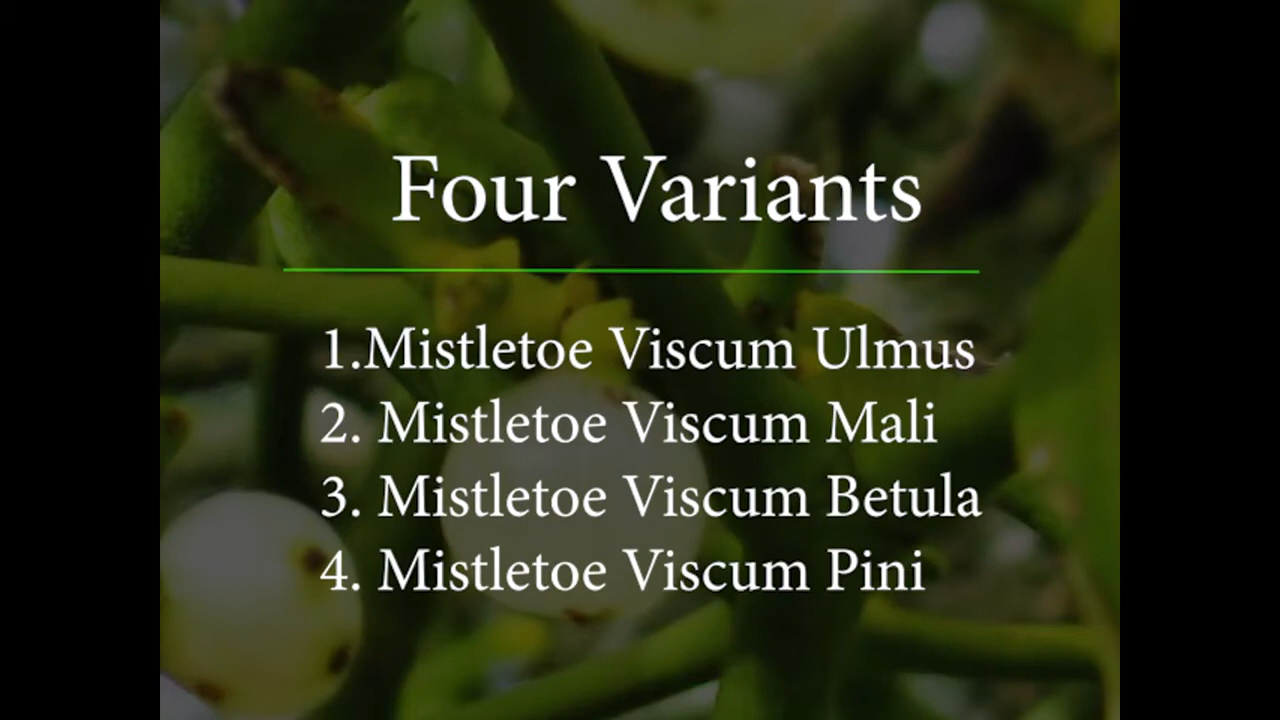 Four Variants
1.Mistletoe Viscum Ulmus
2. Mistletoe Viscum Mali
3. Mistletoe Viscum Betula
4. Mistletoe Viscum Pini